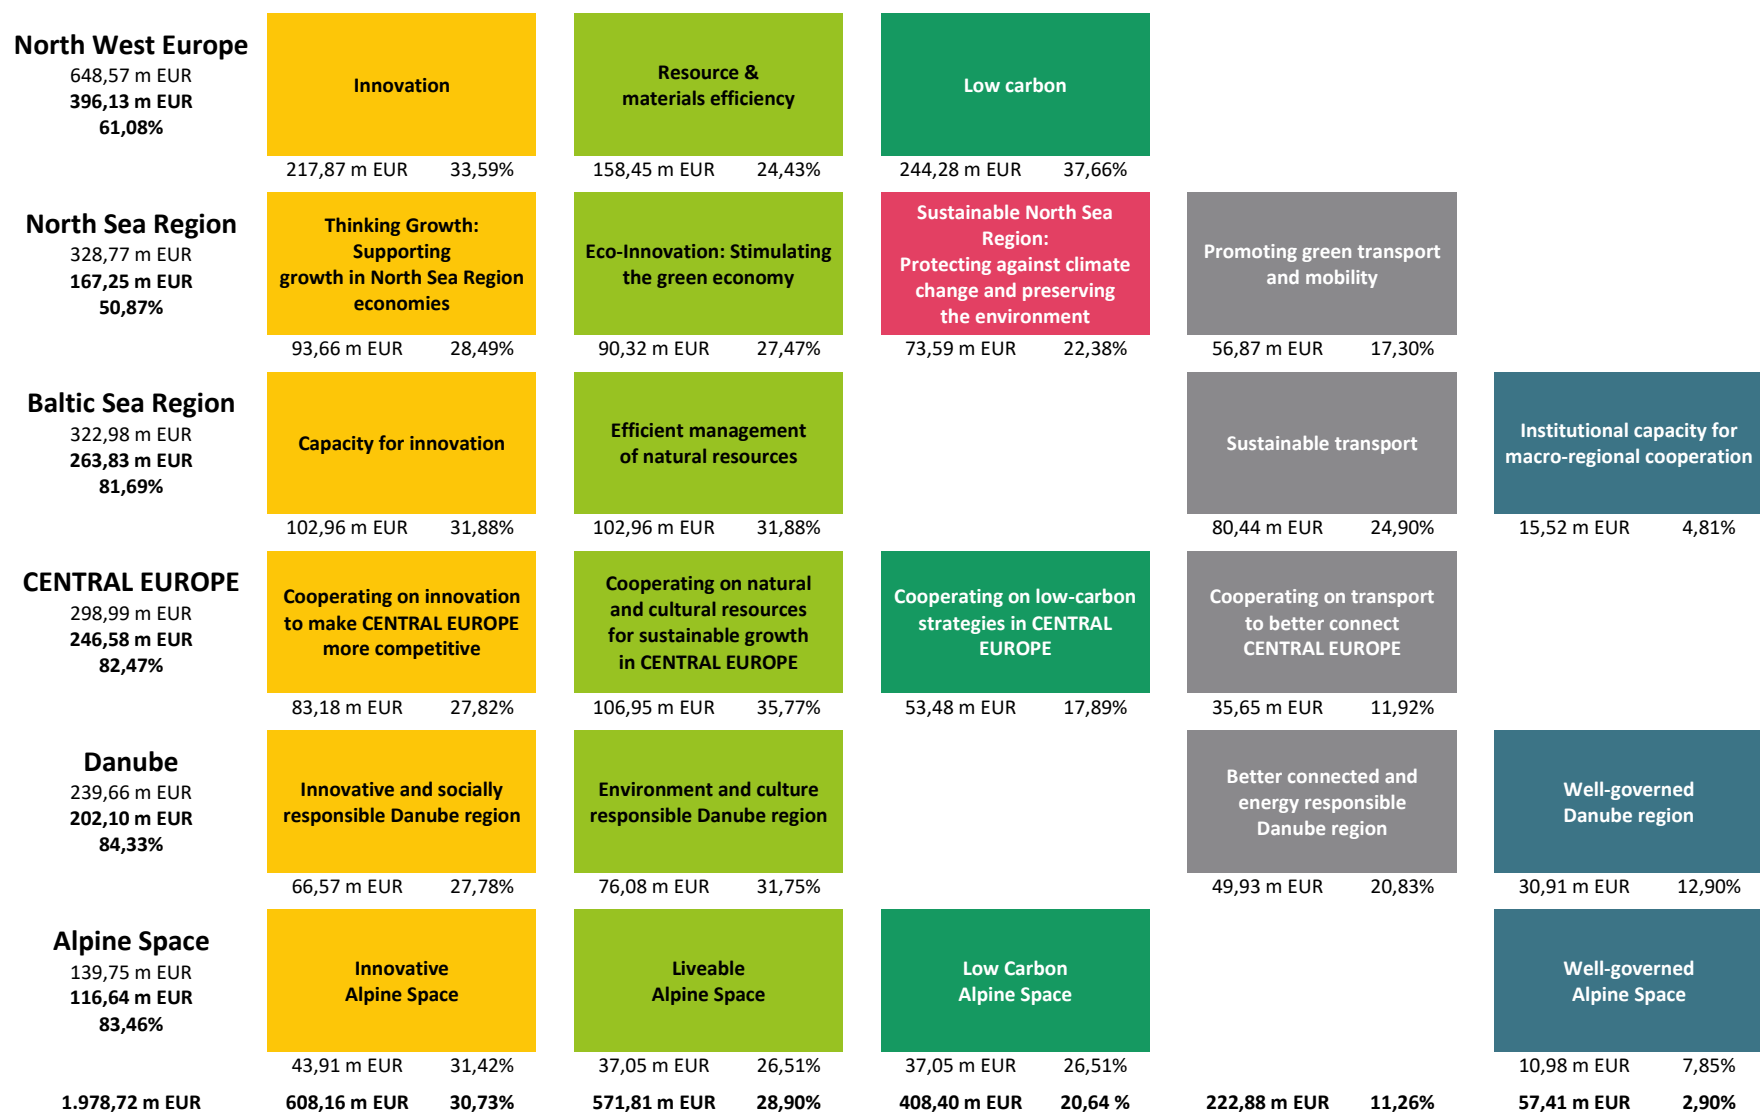 North West Europe
648,57 m EUR
396,13 m EUR
61,08%
Innovation
217,87 m EUR 33,59%
Resource &
materials efficiency
158,45 m EUR 24,43%
Low carbon
244,28 m EUR 37,66%
North Sea Region
328,77 m EUR
167,25 m EUR
50,87%
Thinking Growth:
Supporting
growth in North Sea Region
economies
93,66 m EUR 28,49%
Eco-Innovation: Stimulating
the green economy
90,32 m EUR 27,47%
Sustainable North Sea
Region:
Protecting against climate
change and preserving
the environment
73,59 m EUR 22,38%
Promoting green transport
and mobility
56,87 m EUR 17,30%
Baltic Sea Region
322,98 m EUR
263,83 m EUR
81,69%
Capacity for innovation
102,96 m EUR 31,88%
Efficient management
of natural resources
102,96 m EUR 31,88%
Sustainable transport
80,44 m EUR 24,90%
Institutional capacity for
macro-regional cooperation
15,52 m EUR 4,81%
CENTRAL EUROPE
298,99 m EUR
246,58 m EUR
82,47%
Cooperating on innovation
to make CENTRAL EUROPE
more competitive
83,18 m EUR 27,82%
Cooperating on natural
and cultural resources
for sustainable growth
in CENTRAL EUROPE
106,95 m EUR 35,77%
Cooperating on low-carbon
strategies in CENTRAL
EUROPE
53,48 m EUR 17,89%
Cooperating on transport
to better connect
CENTRAL EUROPE
35,65 m EUR 11,92%
Danube
239,66 m EUR
202,10 m EUR
84,33%
Innovative and socially
responsible Danube region
66,57 m EUR 27,78%
Environment and culture
responsible Danube region
76,08 m EUR 31,75%
Better connected and
energy responsible
Danube region
49,93 m EUR 20,83%
Well-governed
Danube region
30,91 m EUR 12,90%
Alpine Space
139,75 m EUR
116,64 m EUR
83,46%
Innovative
Alpine Space
43,91 m EUR 31,42%
Liveable
Alpine Space
37,05 m EUR 26,51%
Low Carbon
Alpine Space
37,05 m EUR 26,51%
Well-governed
Alpine Space
10,98 m EUR 7,85%
1.978,72 m EUR 608,16 m EUR 30,73% 571,81 m EUR 28,90% 408,40 m EUR 20,64 % 222,88 m EUR 11,26% 57,41 m EUR 2,90%